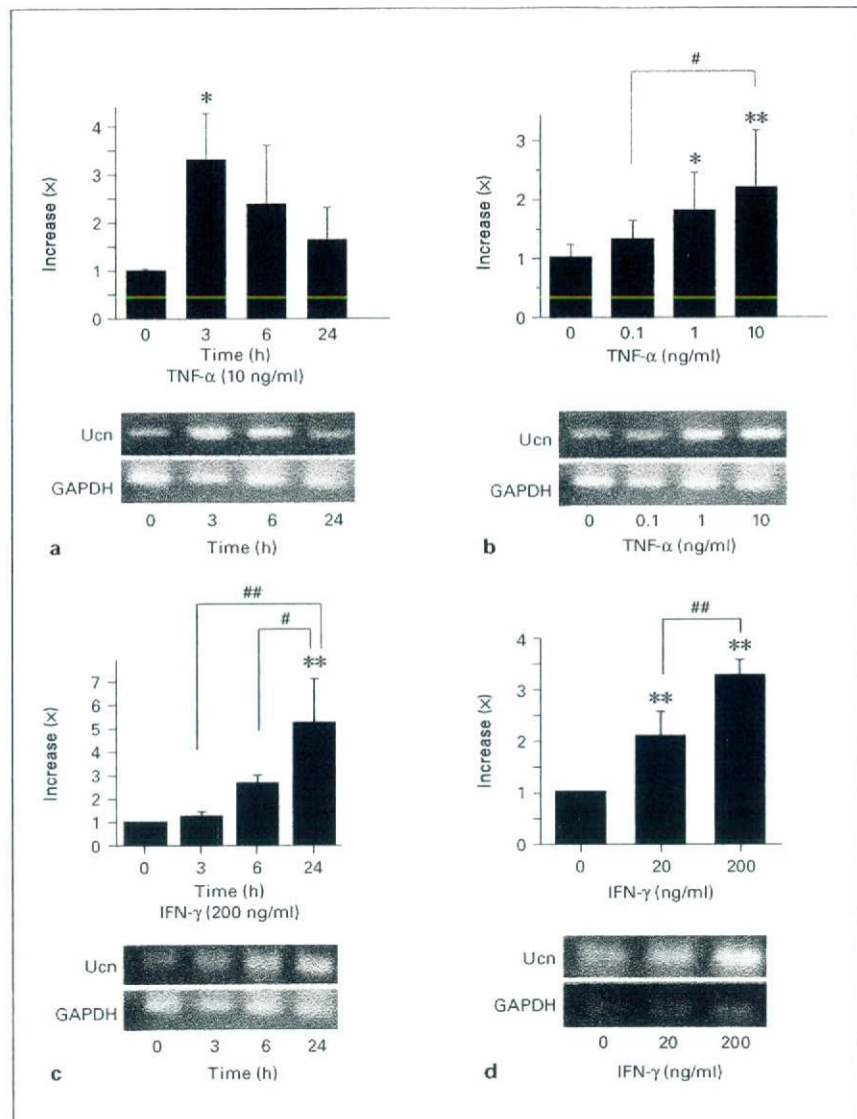 *
4
3
2
1
0
Increase (x)
0 3 6 24
Time (h)
TNF-α (10 ng/ml)
Ucn
GAPDH
0 3 6 24
a Time (h)
#
**
*
3
2
1
0
Increase (x)
0 0.1 1 10
TNF-α (ng/ml)
Ucn
GAPDH
0 0.1 1 10
b TNF-α (ng/ml)
##
#
**
7
6
5
4
3
2
1
0
Increase (x)
0 3 6 24
Time (h)
IFN-γ (200 ng/ml)
Ucn
GAPDH
0 3 6 24
c Time (h)
##
**
**
4
3
2
1
0
Increase (x)
0 20 200
IFN-γ (ng/ml)
Ucn
GAPDH
0 20 200
d IFN-γ (ng/ml)